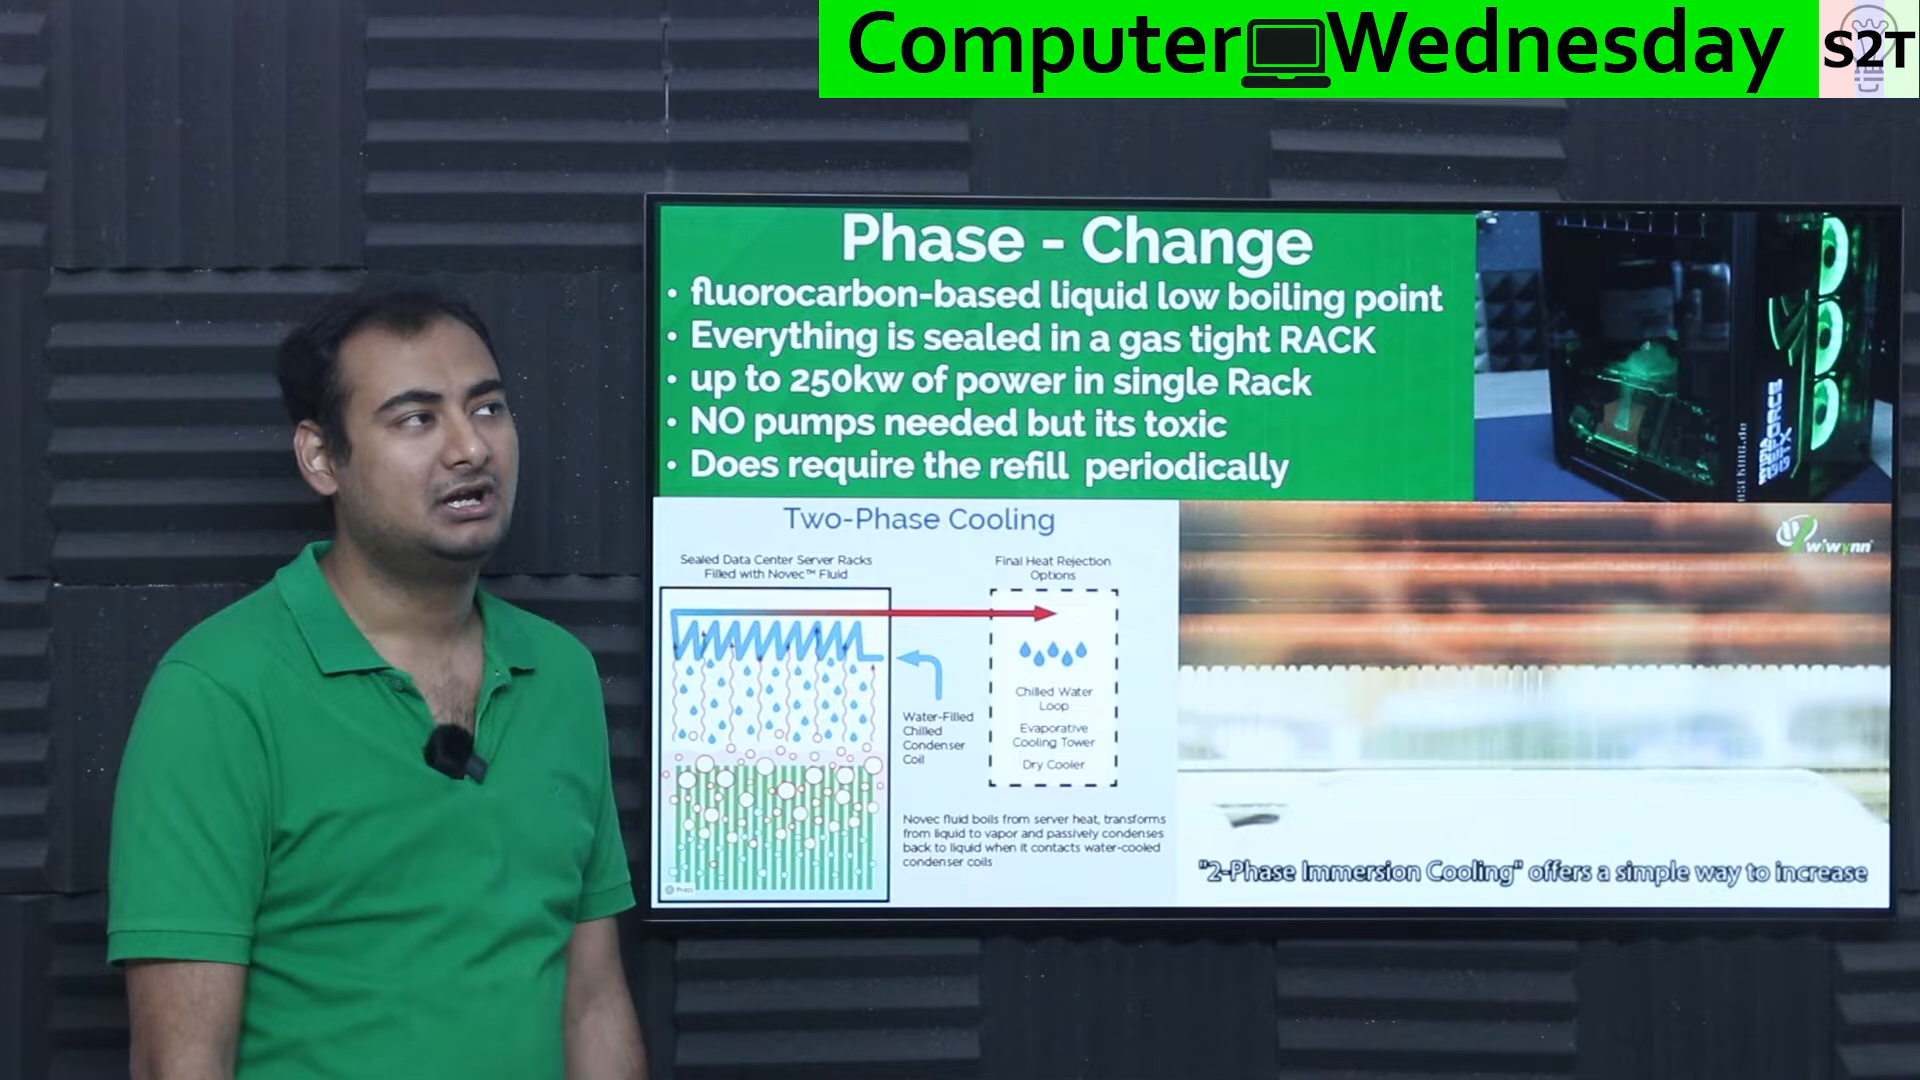 Computer Wednesday
S2T
Phase - Change
• fluorocarbon-based liquid low boiling point
• Everything is sealed in a gas tight RACK
• up to 250kw of power in single Rack
• NO pumps needed but its toxic
• Does require the refill periodically
GEFORCE
GTX
Two-Phase Cooling
Sealed Data Center Server Racks
Filled with Novec™ Fluid
Final Heat Rejection
Options
Water-Filled
Chilled
Condenser
Coil
Chilled Water
Loop
Evaporative
Cooling Tower
Dry Cooler
Novec fluid boils from server heat, transforms
from liquid to vapor and passively condenses
back to liquid when it contacts water-cooled
condenser coils
Prezi
wiwynn
"2-Phase Immersion Cooling" offers a simple way to increase